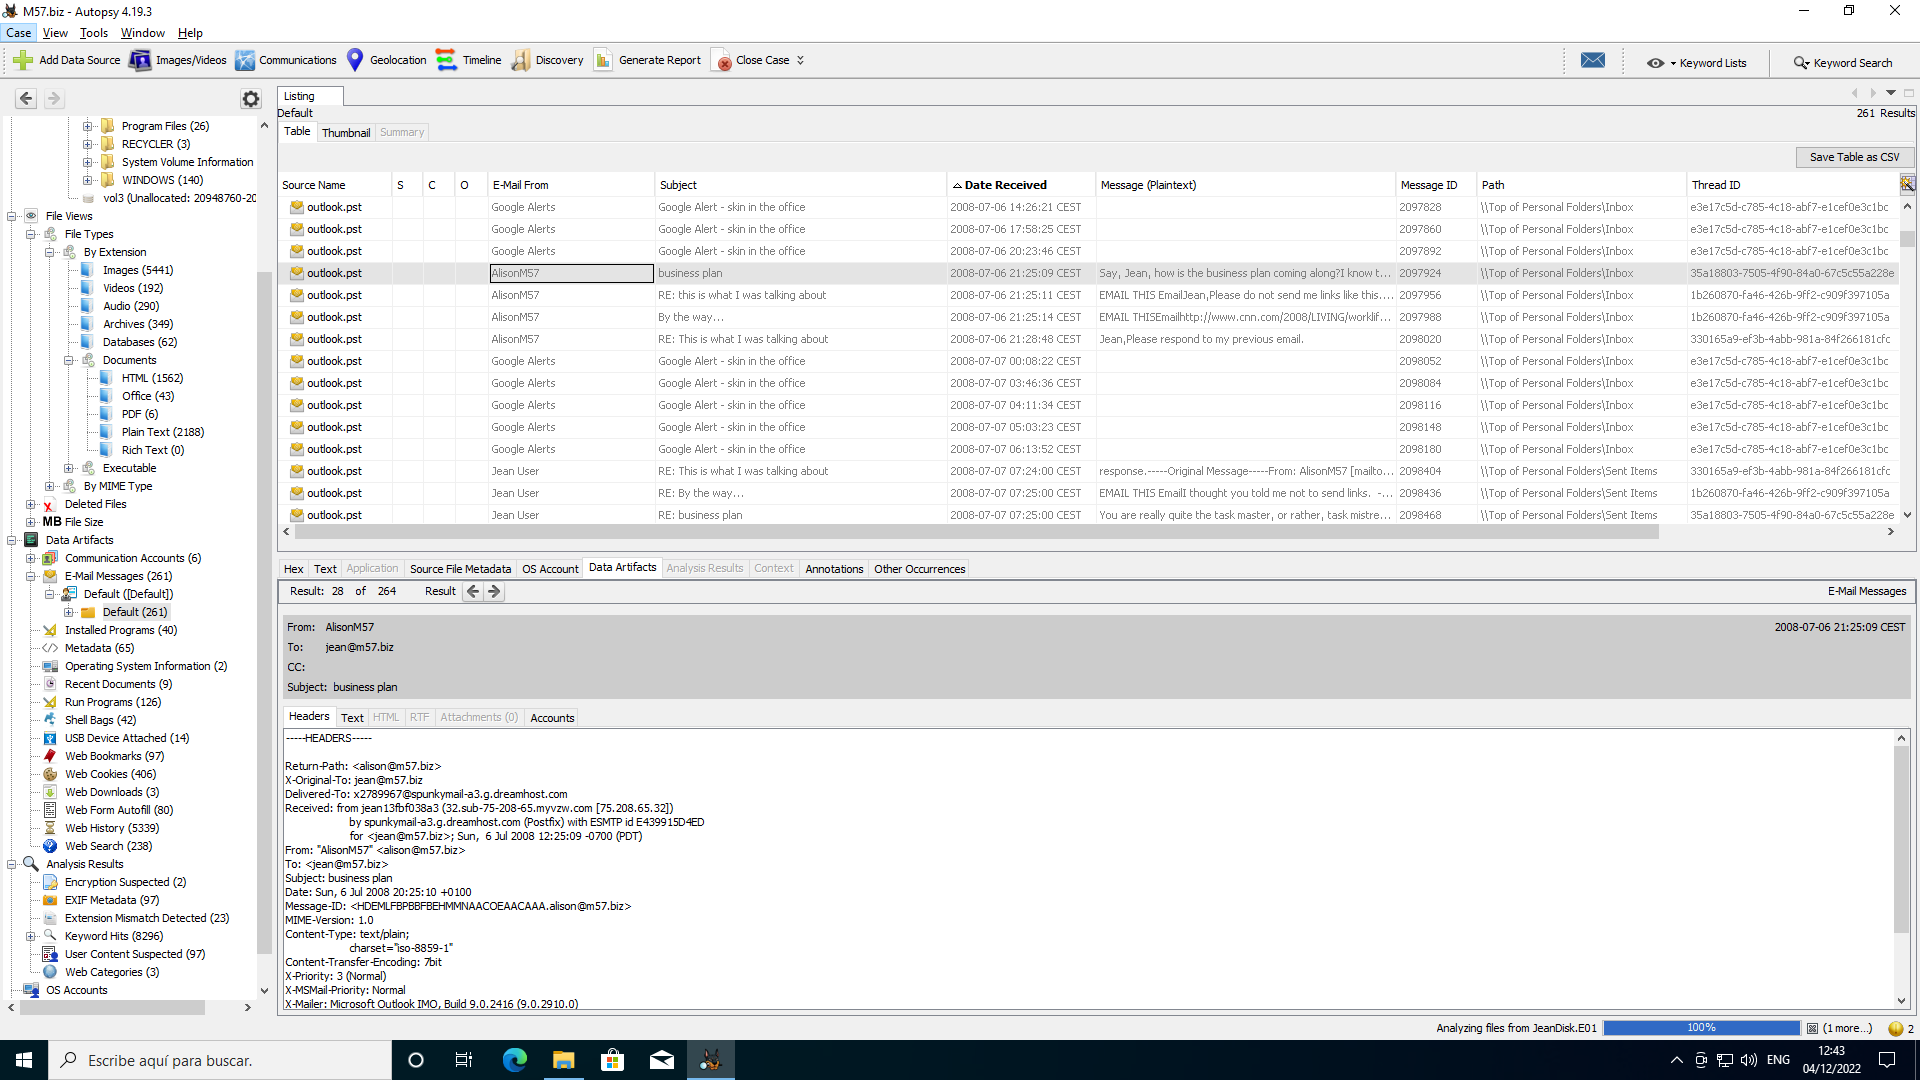 M57.biz - Autopsy 4.19.3
Case View Tools Window Help
Add Data Source Images/Videos Communications Geolocation Timeline Discovery Generate Report Close Case Keyword Lists Keyword Search
Program Files (26)
RECYCLER (3)
System Volume Information
WINDOWS (140)
vol3 (Unallocated: 20948760-20
File Views
File Types
By Extension
Images (5441)
Videos (192)
Audio (290)
Archives (349)
Databases (62)
Documents
HTML (1562)
Office (43)
PDF (6)
Plain Text (2188)
Rich Text (0)
Executable
By MIME Type
Deleted Files
MB File Size
Data Artifacts
Communication Accounts (6)
E-Mail Messages (261)
Default ([Default])
Default (261)
Installed Programs (40)
Metadata (65)
Operating System Information (2)
Recent Documents (9)
Run Programs (126)
Shell Bags (42)
USB Device Attached (14)
Web Bookmarks (97)
Web Cookies (406)
Web Downloads (3)
Web Form Autofill (80)
Web History (5339)
Web Search (238)
Analysis Results
Encryption Suspected (2)
EXIF Metadata (97)
Extension Mismatch Detected (23)
Keyword Hits (8296)
User Content Suspected (97)
Web Categories (3)
OS Accounts
Listing
Default 261 Results
Table Thumbnail Summary
Save Table as CSV
Source Name S C O E-Mail From Subject Date Received Message (Plaintext) Message ID Path Thread ID
outlook.pst Google Alerts Google Alert - skin in the office 2008-07-06 14:26:21 CEST 2097828 \\Top of Personal Folders\Inbox e3e17c5d-c785-4c18-abf7-e1cef0e3c1bc
outlook.pst Google Alerts Google Alert - skin in the office 2008-07-06 17:58:25 CEST 2097860 \\Top of Personal Folders\Inbox e3e17c5d-c785-4c18-abf7-e1cef0e3c1bc
outlook.pst Google Alerts Google Alert - skin in the office 2008-07-06 20:23:46 CEST 2097892 \\Top of Personal Folders\Inbox e3e17c5d-c785-4c18-abf7-e1cef0e3c1bc
outlook.pst AlisonM57 business plan 2008-07-06 21:25:09 CEST Say, Jean, how is the business plan coming along?I know t... 2097924 \\Top of Personal Folders\Inbox 35a18803-7505-4f90-84a0-67c5c55a228e
outlook.pst AlisonM57 RE: this is what I was talking about 2008-07-06 21:25:11 CEST EMAIL THIS EmailJean,Please do not send me links like this.... 2097956 \\Top of Personal Folders\Inbox 1b260870-fa46-426b-9ff2-c909f397105a
outlook.pst AlisonM57 By the way... 2008-07-06 21:25:14 CEST EMAIL THISEmailhttp://www.cnn.com/2008/LIVING/worklif... 2097988 \\Top of Personal Folders\Inbox 1b260870-fa46-426b-9ff2-c909f397105a
outlook.pst AlisonM57 RE: This is what I was talking about 2008-07-06 21:28:48 CEST Jean,Please respond to my previous email. 2098020 \\Top of Personal Folders\Inbox 330165a9-ef3b-4abb-981a-84f266181cfc
outlook.pst Google Alerts Google Alert - skin in the office 2008-07-07 00:08:22 CEST 2098052 \\Top of Personal Folders\Inbox e3e17c5d-c785-4c18-abf7-e1cef0e3c1bc
outlook.pst Google Alerts Google Alert - skin in the office 2008-07-07 03:46:36 CEST 2098084 \\Top of Personal Folders\Inbox e3e17c5d-c785-4c18-abf7-e1cef0e3c1bc
outlook.pst Google Alerts Google Alert - skin in the office 2008-07-07 04:11:34 CEST 2098116 \\Top of Personal Folders\Inbox e3e17c5d-c785-4c18-abf7-e1cef0e3c1bc
outlook.pst Google Alerts Google Alert - skin in the office 2008-07-07 05:03:23 CEST 2098148 \\Top of Personal Folders\Inbox e3e17c5d-c785-4c18-abf7-e1cef0e3c1bc
outlook.pst Google Alerts Google Alert - skin in the office 2008-07-07 06:13:52 CEST 2098180 \\Top of Personal Folders\Inbox e3e17c5d-c785-4c18-abf7-e1cef0e3c1bc
outlook.pst Jean User RE: This is what I was talking about 2008-07-07 07:24:00 CEST response.-----Original Message-----From: AlisonM57 [mailto... 2098404 \\Top of Personal Folders\Sent Items 330165a9-ef3b-4abb-981a-84f266181cfc
outlook.pst Jean User RE: By the way... 2008-07-07 07:25:00 CEST EMAIL THIS EmailI thought you told me not to send links. -... 2098436 \\Top of Personal Folders\Sent Items 1b260870-fa46-426b-9ff2-c909f397105a
outlook.pst Jean User RE: business plan 2008-07-07 07:25:00 CEST You are really quite the task master, or rather, task mistre... 2098468 \\Top of Personal Folders\Sent Items 35a18803-7505-4f90-84a0-67c5c55a228e
Hex Text Application Source File Metadata OS Account Data Artifacts Analysis Results Context Annotations Other Occurrences
Result: 28 of 264 Result E-Mail Messages
From: AlisonM57 2008-07-06 21:25:09 CEST
To: jean@m57.biz
CC:
Subject: business plan
Headers Text HTML RTF Attachments (0) Accounts
-----HEADERS-----
Return-Path: <alison@m57.biz>
X-Original-To: jean@m57.biz
Delivered-To: x2789967@spunkymail-a3.g.dreamhost.com
Received: from jean13fbf038a3 (32.sub-75-208-65.myvzw.com [75.208.65.32])
by spunkymail-a3.g.dreamhost.com (Postfix) with ESMTP id E439915D4ED
for <jean@m57.biz>; Sun, 6 Jul 2008 12:25:09 -0700 (PDT)
From: "AlisonM57" <alison@m57.biz>
To: <jean@m57.biz>
Subject: business plan
Date: Sun, 6 Jul 2008 20:25:10 +0100
Message-ID: <HDEMLFBPBBFBEHMMNAACOEAACAAA.alison@m57.biz>
MIME-Version: 1.0
Content-Type: text/plain;
charset="iso-8859-1"
Content-Transfer-Encoding: 7bit
X-Priority: 3 (Normal)
X-MSMail-Priority: Normal
X-Mailer: Microsoft Outlook IMO, Build 9.0.2416 (9.0.2910.0)
Analyzing files from JeanDisk.E01 100% (1 more...) 2
Escribe aquí para buscar.
ENG
12:43
04/12/2022